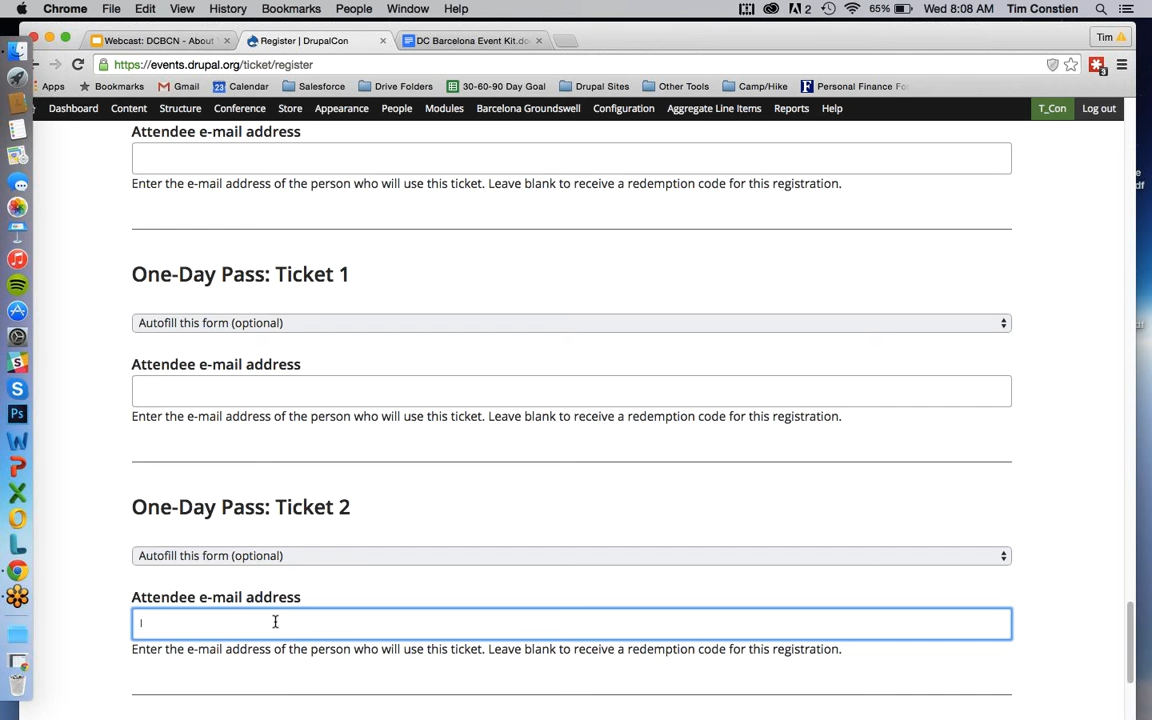 Chrome File Edit View History Bookmarks People Window Help 2 65% Wed 8:08 AM Tim Constien
Webcast: DCBCN - About Register | DrupalCon DC Barcelona Event Kit.do Tim
https://events.drupal.org/ticket/register 3
Apps Bookmarks Gmail 23 Calendar Salesforce Drive Folders 30-60-90 Day Goal Drupal Sites Other Tools Camp/Hike Personal Finance Fo
Dashboard Content Structure Conference Store Appearance People Modules Barcelona Groundswell Configuration Aggregate Line Items Reports Help T_Con Log out
Attendee e-mail address
Enter the e-mail address of the person who will use this ticket. Leave blank to receive a redemption code for this registration.
One-Day Pass: Ticket 1
Autofill this form (optional)
Attendee e-mail address
Enter the e-mail address of the person who will use this ticket. Leave blank to receive a redemption code for this registration.
One-Day Pass: Ticket 2
Autofill this form (optional)
Attendee e-mail address
Enter the e-mail address of the person who will use this ticket. Leave blank to receive a redemption code for this registration.